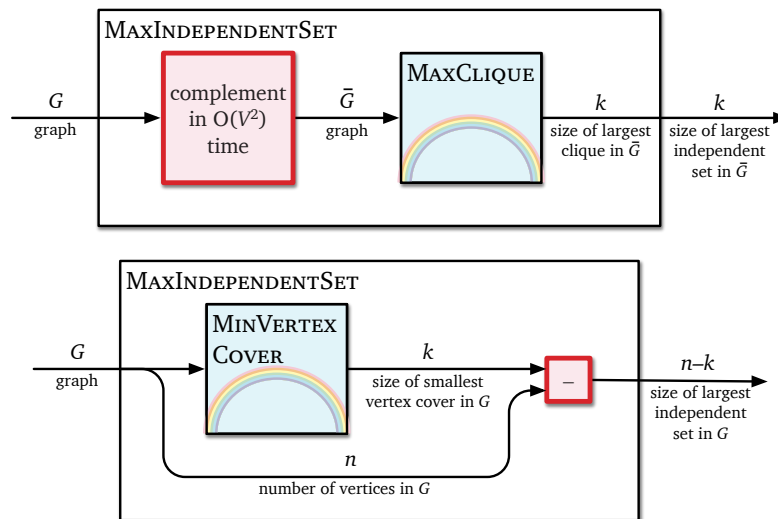 MAXINDEPENDENTSET
G
graph
complement
in O(V²)
time
Ḡ
graph
MAXCLIQUE
k
size of largest
clique in Ḡ
k
size of largest
independent
set in Ḡ
MAXINDEPENDENTSET
G
graph
MINVERTEX
COVER
k
size of smallest
vertex cover in G
n
number of vertices in G
–
n–k
size of largest
independent
set in G